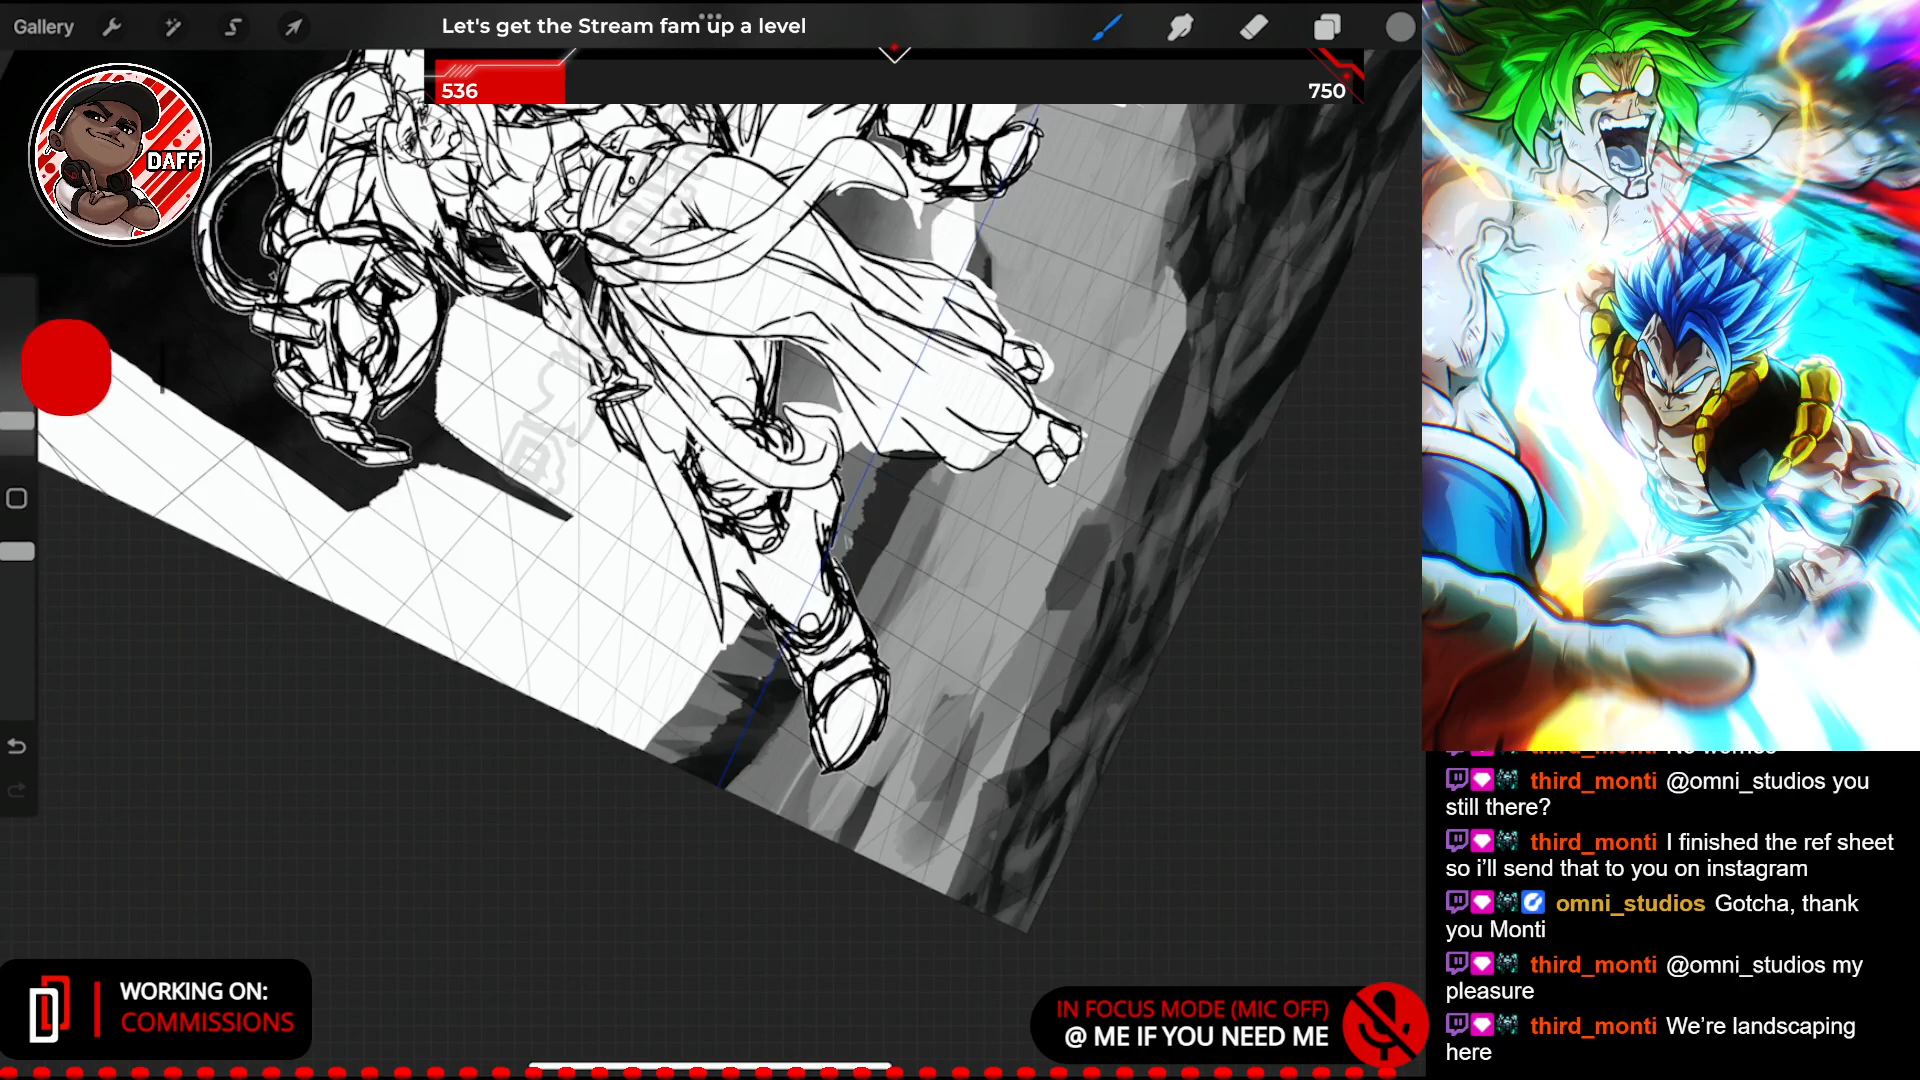 Gallery
Let's get the Stream fam up a level
536
750
DAFF
third_monti @omni_studios you
still there?
third_monti I finished the ref sheet
so i'll send that to you on instagram
omni_studios Gotcha, thank
you Monti
third_monti @omni_studios my
pleasure
third_monti We're landscaping
here
WORKING ON:
COMMISSIONS
IN FOCUS MODE (MIC OFF)
@ ME IF YOU NEED ME